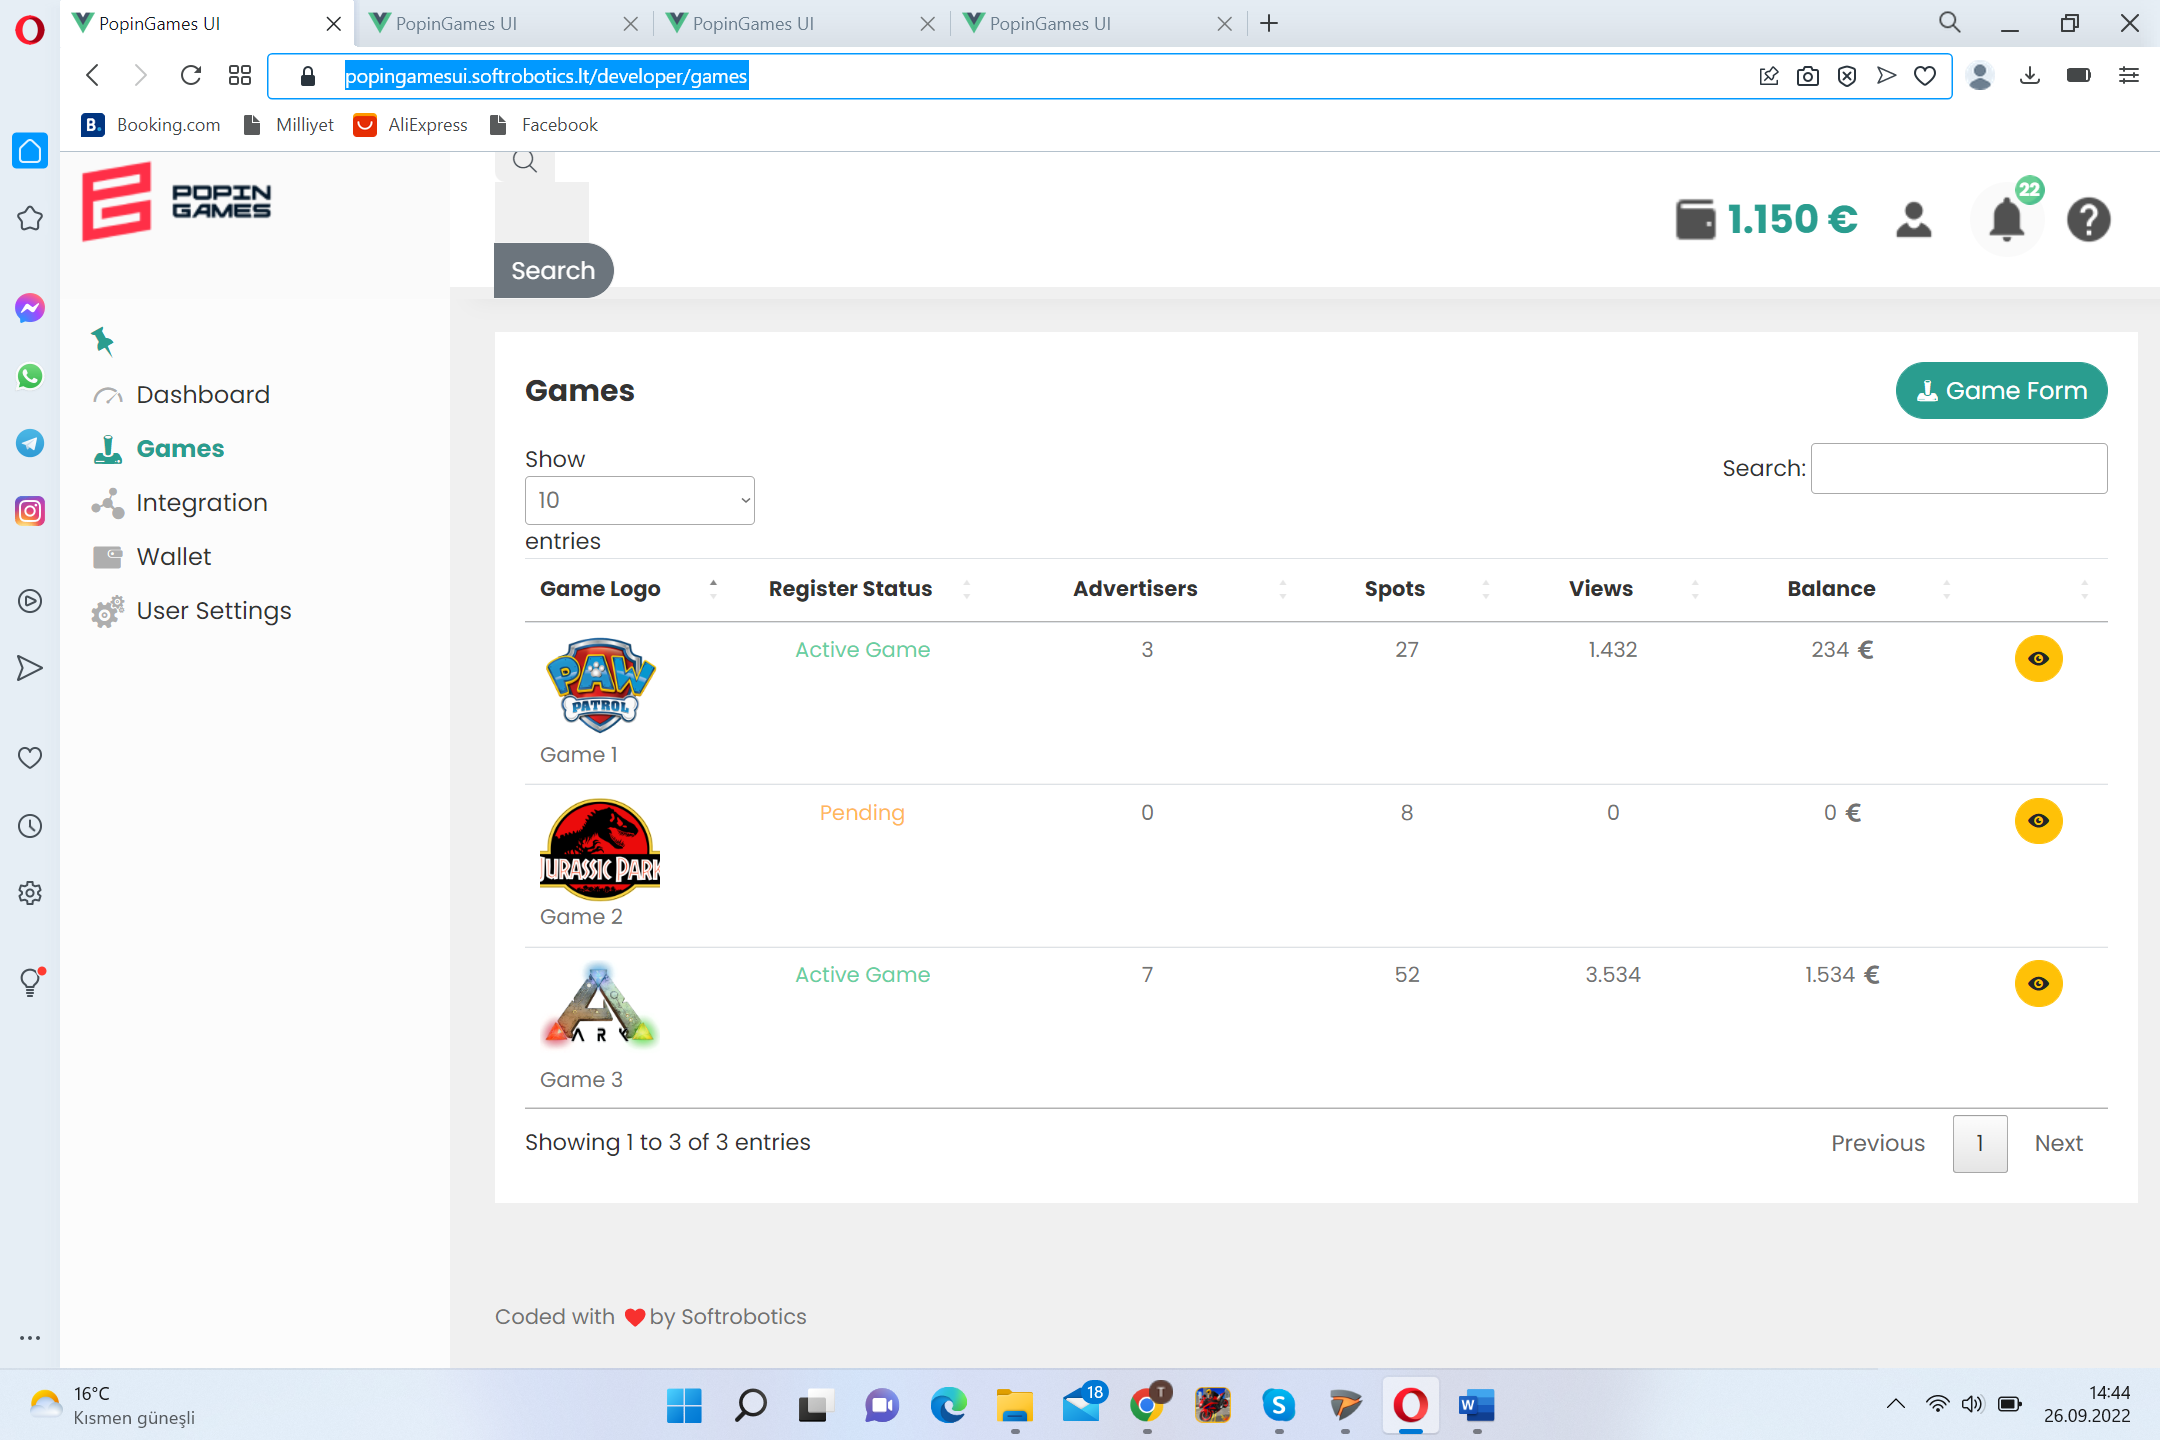 PopinGames UI
PopinGames UI
PopinGames UI
PopinGames UI
popingamesui.softrobotics.lt/developer/games
B. Booking.com
Milliyet
AliExpress
Facebook
POPIN
GAMES
1.150 €
22
Search
Dashboard
Games
Integration
Wallet
User Settings
Games
Game Form
Show
10
entries
Search:
Game Logo Register Status Advertisers Spots Views Balance
PAW
PATROL
Game 1
Active Game 3 27 1.432 234 €
JURASSIC PARK
Game 2
Pending 0 8 0 0 €
ARK
Game 3
Active Game 7 52 3.534 1.534 €
Showing 1 to 3 of 3 entries
Previous 1 Next
Coded with ❤ by Softrobotics
16°C
Kısmen güneşli
18
T
S
W
14:44
26.09.2022